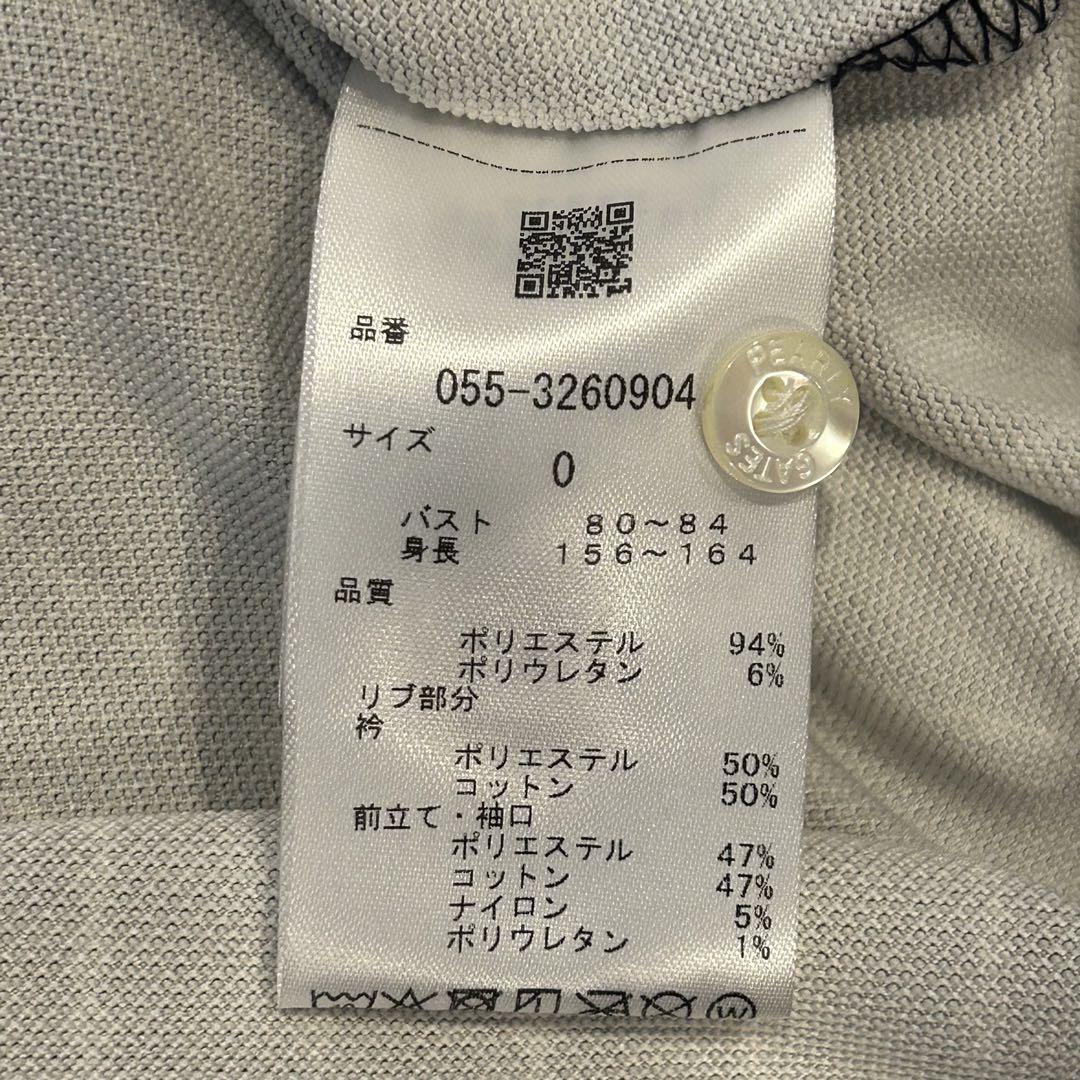 品番
055-3260904
PEARLY GATES
サイズ
0
バスト 80～84
身長 156～164
品質
ポリエステル 94%
ポリウレタン 6%
リブ部分
衿
ポリエステル 50%
コットン 50%
前立て・袖口
ポリエステル 47%
コットン 47%
ナイロン 5%
ポリウレタン 1%
W